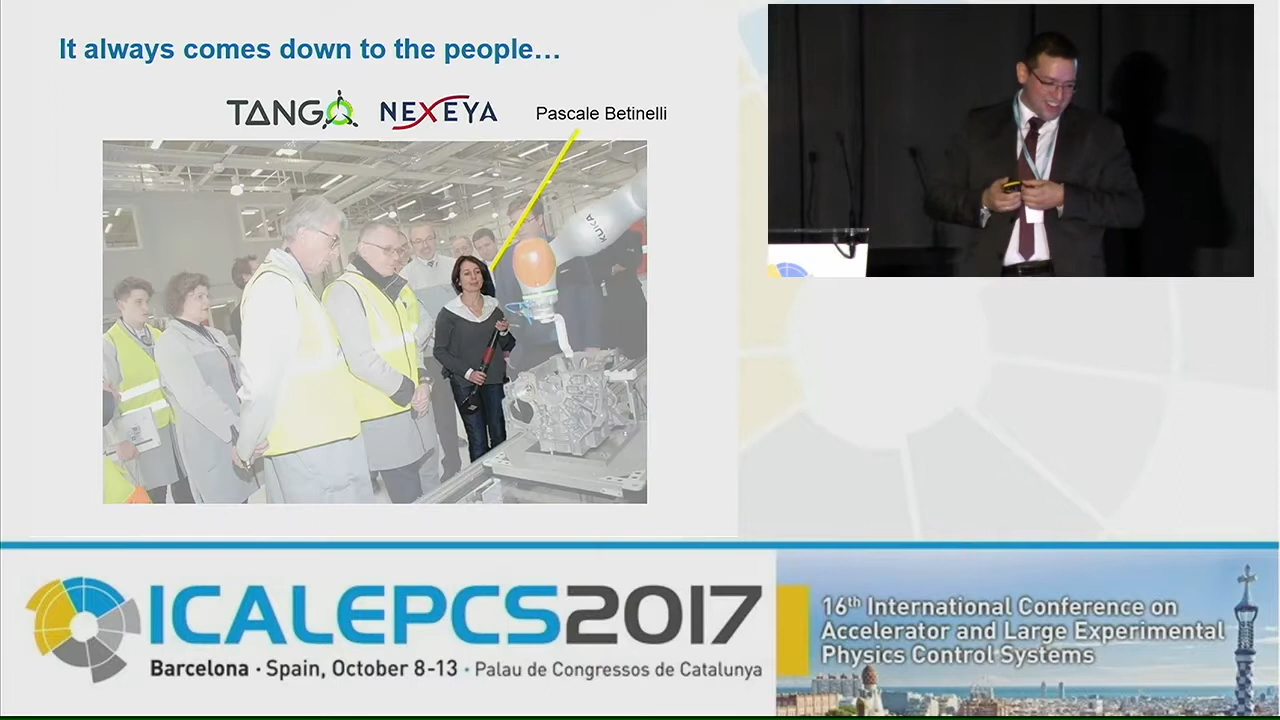 It always comes down to the people…
TANGO NEXEYA Pascale Betinelli
KUKA
ICALEPCS2017
Barcelona · Spain, October 8-13 · Palau de Congressos de Catalunya
16th International Conference on
Accelerator and Large Experimental
Physics Control Systems